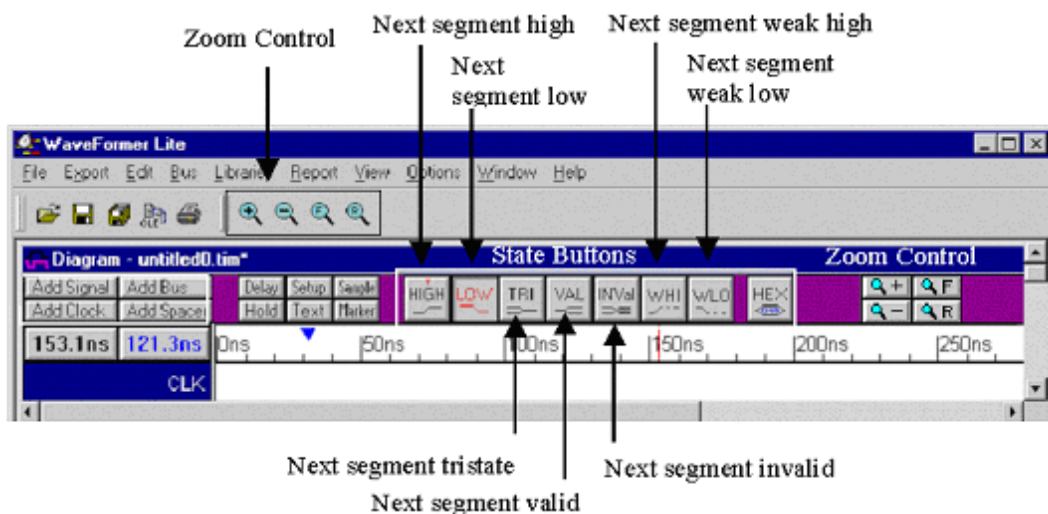 Zoom Control
Next segment high
Next segment weak high
Next
segment low
Next segment
weak low
WaveFormer Lite
File Export Edit Bus Libraries Report View Options Window Help
OLE
F R
Diagram - untitled0.tim*
State Buttons
Zoom Control
Add Signal Add Bus Delay Setup Sample HIGH LOW TRI VAL INVal WHI WLO HEX + F
Add Clock Add Spacer Hold Text Marker - R
153.1ns 121.3ns 0ns 50ns 100ns 150ns 200ns 250ns
CLK
Next segment tristate
Next segment invalid
Next segment valid